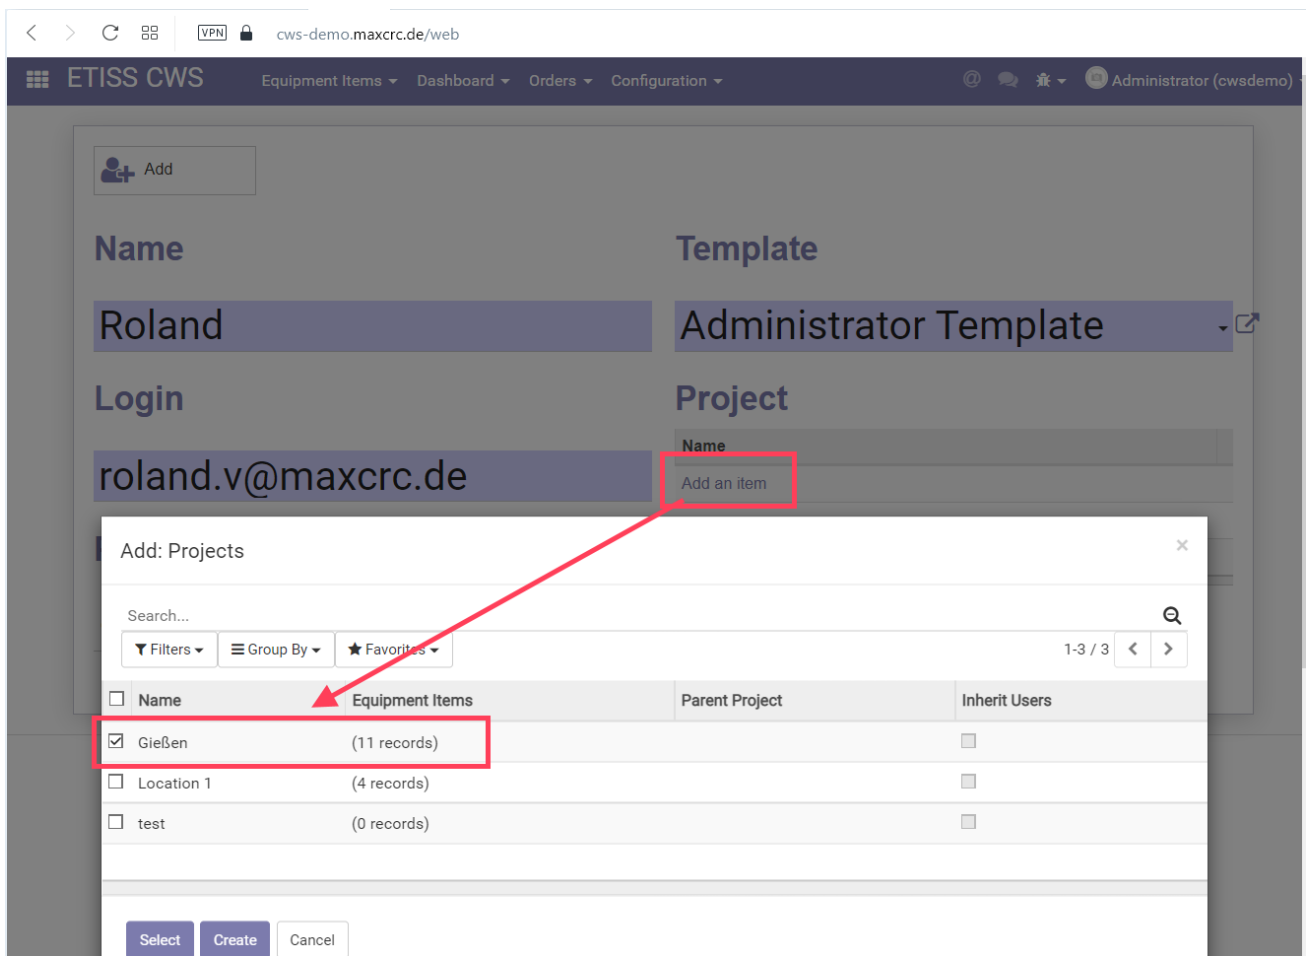 VPN cws-demo.maxcrc.de/web
ETISS CWS Equipment Items Dashboard Orders Configuration @ Administrator (cwsdemo)
Add
Name Template
Roland Administrator Template
Login Project
Name
roland.v@maxcrc.de Add an item
Add: Projects ×
Search...
Filters Group By Favorites 1-3 / 3
Name Equipment Items Parent Project Inherit Users
Gießen (11 records)
Location 1 (4 records)
test (0 records)
Select Create Cancel